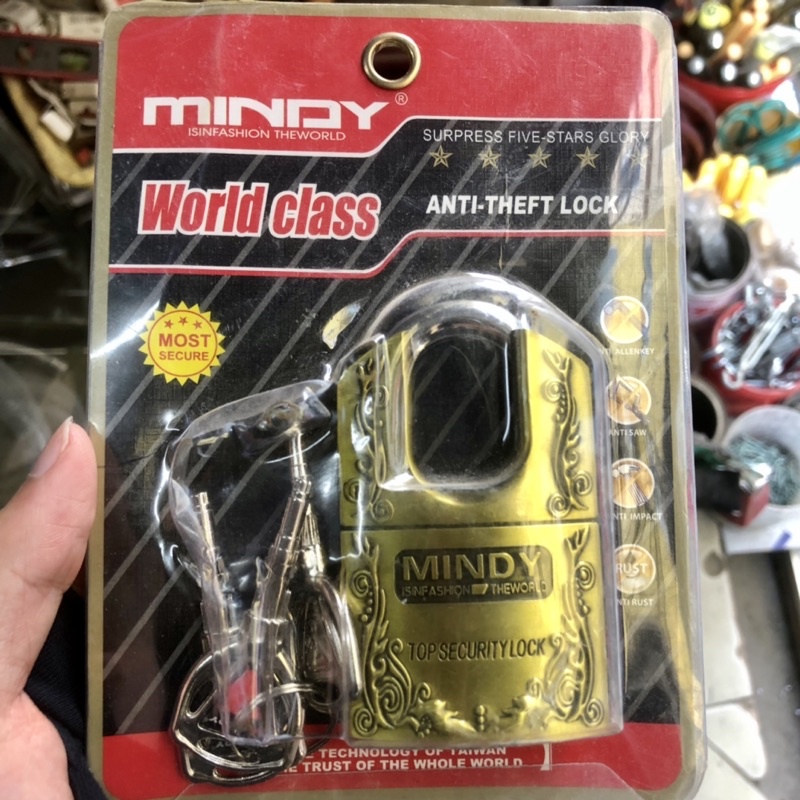 MINDY®
ISINFASHION THEWORLD
SURPRESS FIVE-STARS GLORY
World class
ANTI-THEFT LOCK
MOST
SECURE
ALLENKEY
ANTI SAW
ANTI IMPACT
RUST
ANTI RUST
MINDY
ISINFASHION THEWORLD
TOP SECURITY LOCK
TECHNOLOGY OF TAIWAN
TRUST OF THE WHOLE WORLD